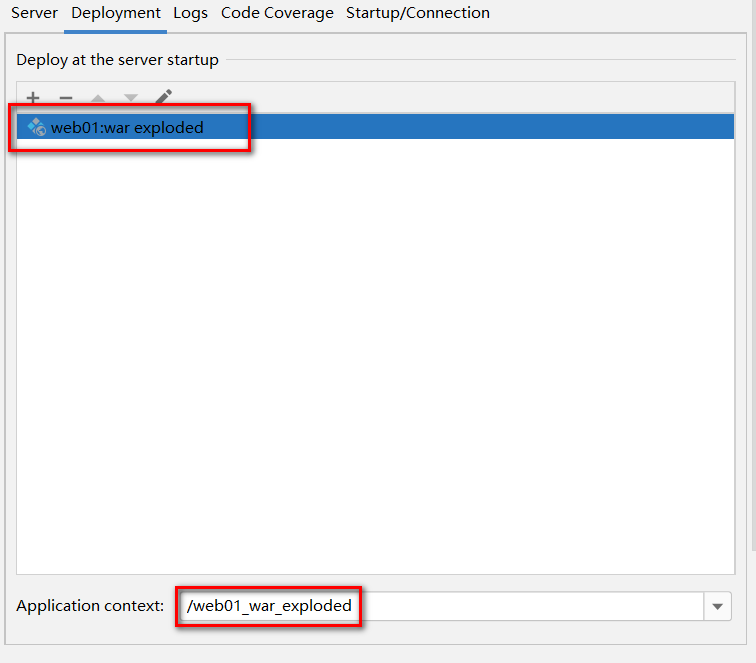 Server Deployment Logs Code Coverage Startup/Connection
Deploy at the server startup
web01:war exploded
Application context: /web01_war_exploded